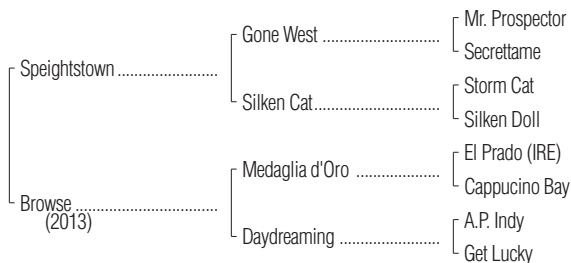 Mr. Prospector
Gone West
Secrettame
Speightstown
Storm Cat
Silken Cat
Silken Doll
El Prado (IRE)
Medaglia d'Oro
Cappucino Bay
Browse
(2013)
A.P. Indy
Daydreaming
Get Lucky